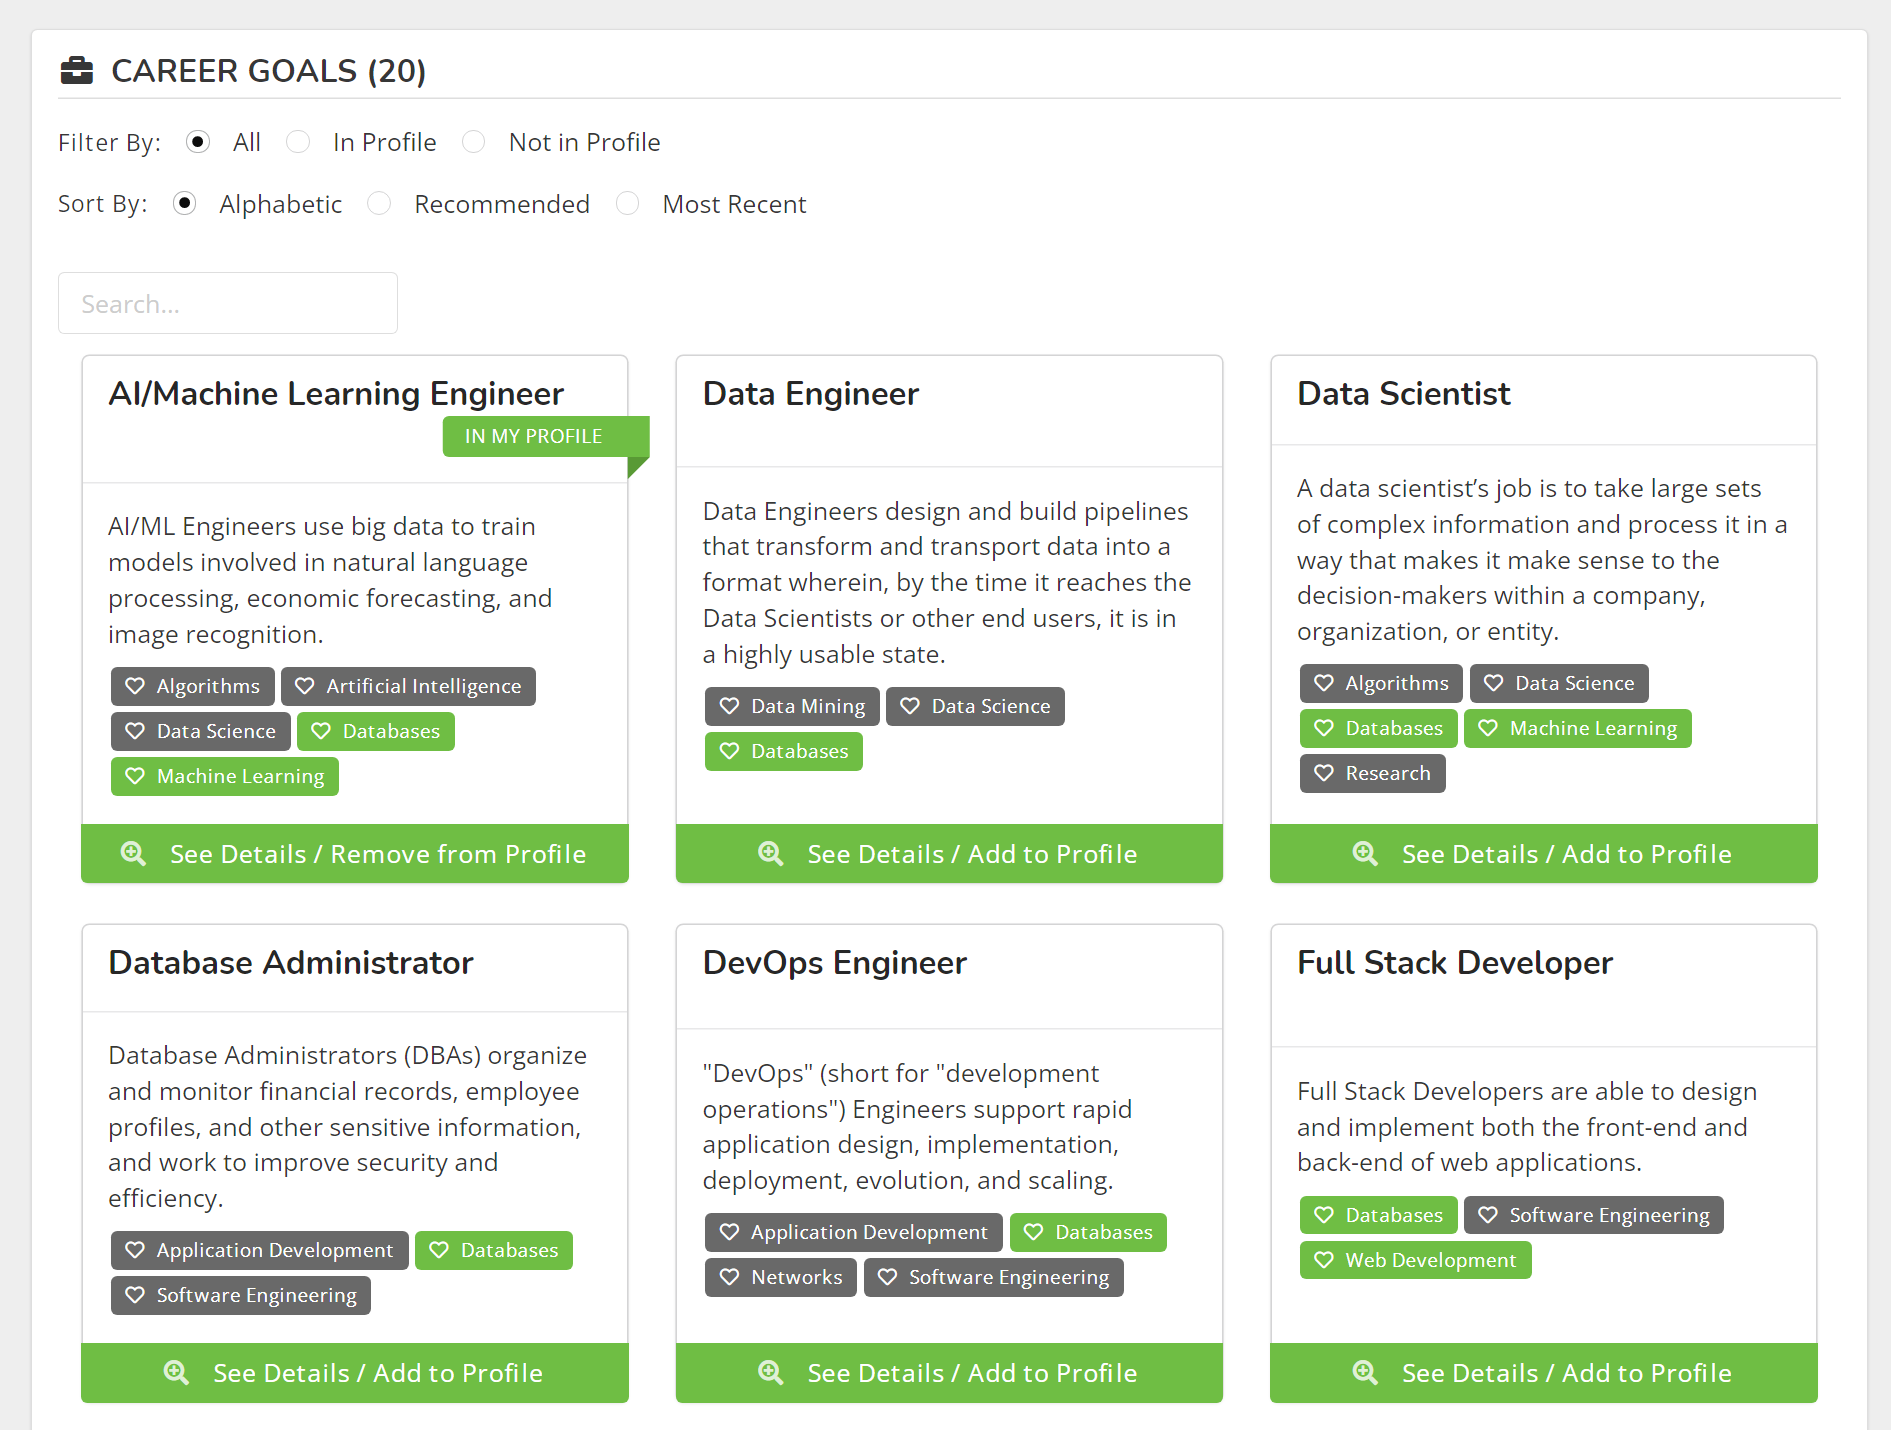 CAREER GOALS (20)
Filter By: All In Profile Not in Profile
Sort By: Alphabetic Recommended Most Recent
Search...
AI/Machine Learning Engineer
IN MY PROFILE
AI/ML Engineers use big data to train
models involved in natural language
processing, economic forecasting, and
image recognition.
Algorithms Artificial Intelligence
Data Science Databases
Machine Learning
See Details / Remove from Profile
Data Engineer
Data Engineers design and build pipelines
that transform and transport data into a
format wherein, by the time it reaches the
Data Scientists or other end users, it is in
a highly usable state.
Data Mining Data Science
Databases
See Details / Add to Profile
Data Scientist
A data scientist’s job is to take large sets
of complex information and process it in a
way that makes it make sense to the
decision-makers within a company,
organization, or entity.
Algorithms Data Science
Databases Machine Learning
Research
See Details / Add to Profile
Database Administrator
Database Administrators (DBAs) organize
and monitor financial records, employee
profiles, and other sensitive information,
and work to improve security and
efficiency.
Application Development Databases
Software Engineering
See Details / Add to Profile
DevOps Engineer
"DevOps" (short for "development
operations") Engineers support rapid
application design, implementation,
deployment, evolution, and scaling.
Application Development Databases
Networks Software Engineering
See Details / Add to Profile
Full Stack Developer
Full Stack Developers are able to design
and implement both the front-end and
back-end of web applications.
Databases Software Engineering
Web Development
See Details / Add to Profile